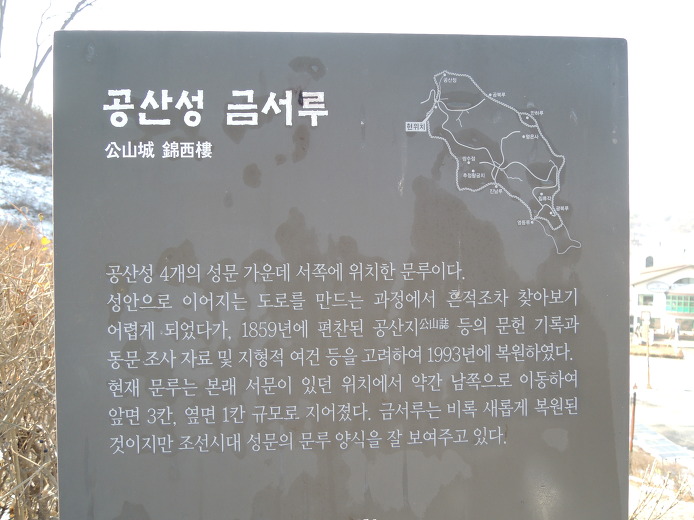 공산성 금서루
公山城 錦西樓
현위치
공산성 4개의 성문 가운데 서쪽에 위치한 문루이다.
성안으로 이어지는 도로를 만드는 과정에서 흔적조차 찾아보기
어렵게 되었다가, 1859년에 편찬된 공산지公山誌 등의 문헌 기록과
동문 조사 자료 및 지형적 여건 등을 고려하여 1993년에 복원하였다.
현재 문루는 본래 서문이 있던 위치에서 약간 남쪽으로 이동하여
앞면 3칸, 옆면 1칸 규모로 지어졌다. 금서루는 비록 새롭게 복원된
것이지만 조선시대 성문의 문루 양식을 잘 보여주고 있다.